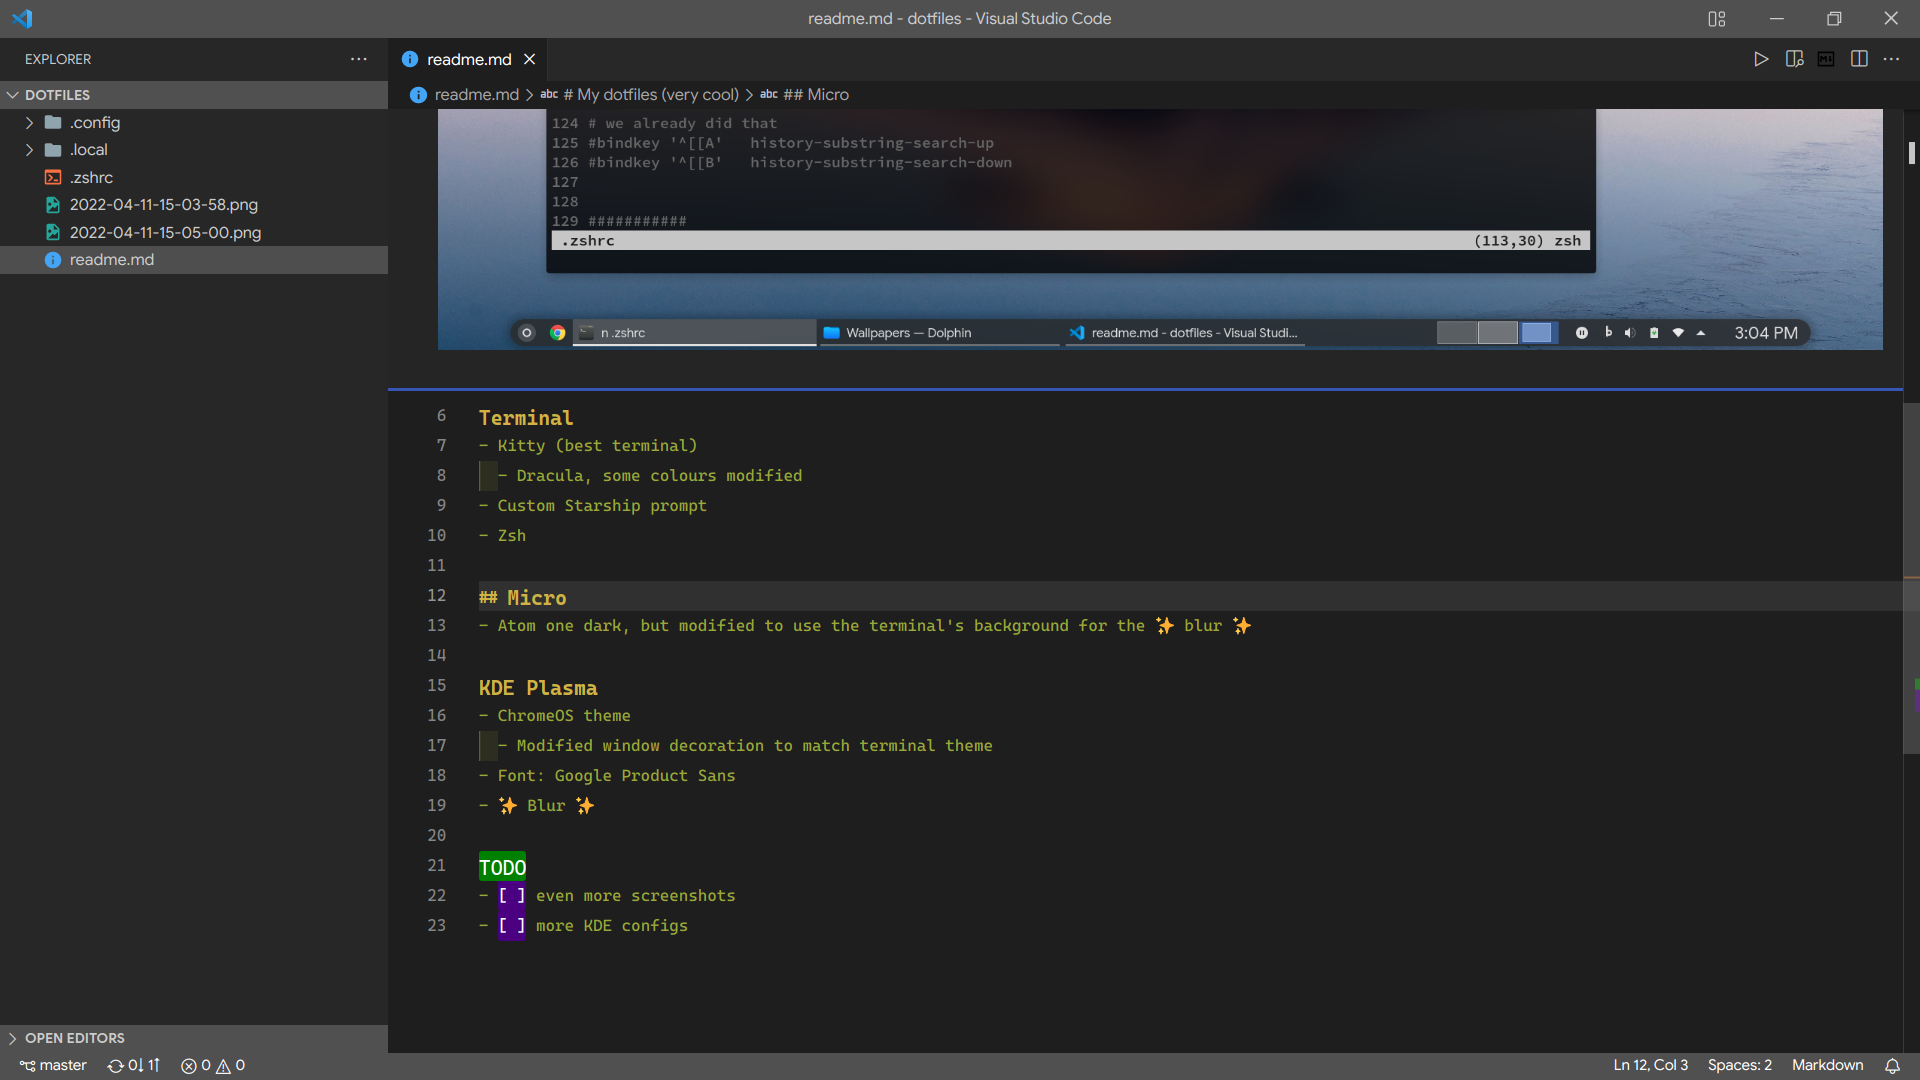 readme.md - dotfiles - Visual Studio Code
EXPLORER
DOTFILES
.config
.local
.zshrc
2022-04-11-15-03-58.png
2022-04-11-15-05-00.png
readme.md
readme.md
readme.md > abc # My dotfiles (very cool) > abc ## Micro
124 # we already did that
125 #bindkey '^[[A' history-substring-search-up
126 #bindkey '^[[B' history-substring-search-down
127
128
129 ###########
.zshrc (113,30) zsh
n .zshrc Wallpapers — Dolphin readme.md - dotfiles - Visual Studi... 3:04 PM
6 Terminal
7 - Kitty (best terminal)
8 - Dracula, some colours modified
9 - Custom Starship prompt
10 - Zsh
11
12 ## Micro
13 - Atom one dark, but modified to use the terminal's background for the ✨ blur ✨
14
15 KDE Plasma
16 - ChromeOS theme
17 - Modified window decoration to match terminal theme
18 - Font: Google Product Sans
19 - ✨ Blur ✨
20
21 TODO
22 - [ ] even more screenshots
23 - [ ] more KDE configs
OPEN EDITORS
master 0↓ 1↑ 0 0 Ln 12, Col 3 Spaces: 2 Markdown